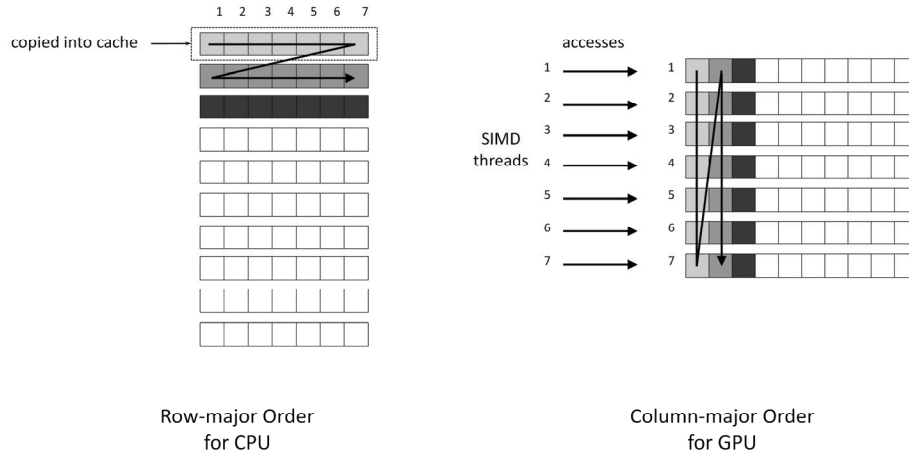 1 2 3 4 5 6 7
copied into cache
accesses
SIMD
threads
1 1
2 2
3 3
4 4
5 5
6 6
7 7
Row-major Order
for CPU
Column-major Order
for GPU